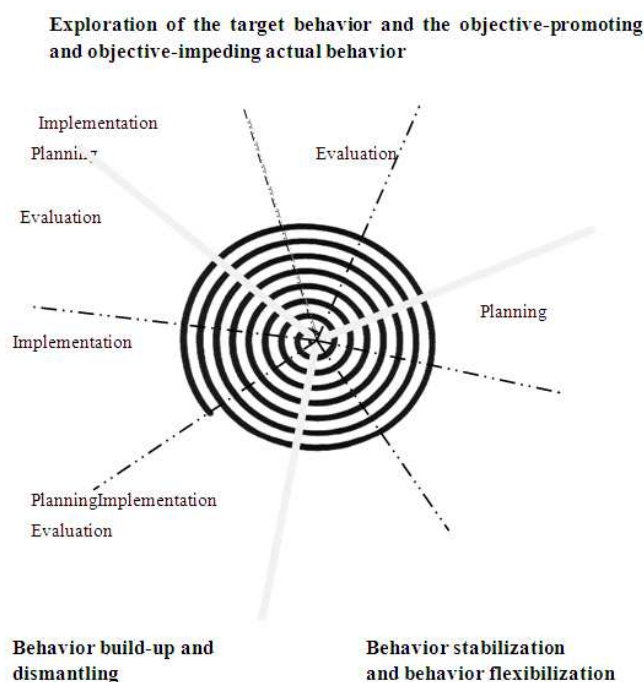 Exploration of the target behavior and the objective-promoting
and objective-impeding actual behavior
Implementation
Planning
Evaluation
Evaluation
Planning
Implementation
PlanningImplementation
Evaluation
Behavior build-up and
dismantling
Behavior stabilization
and behavior flexibilization